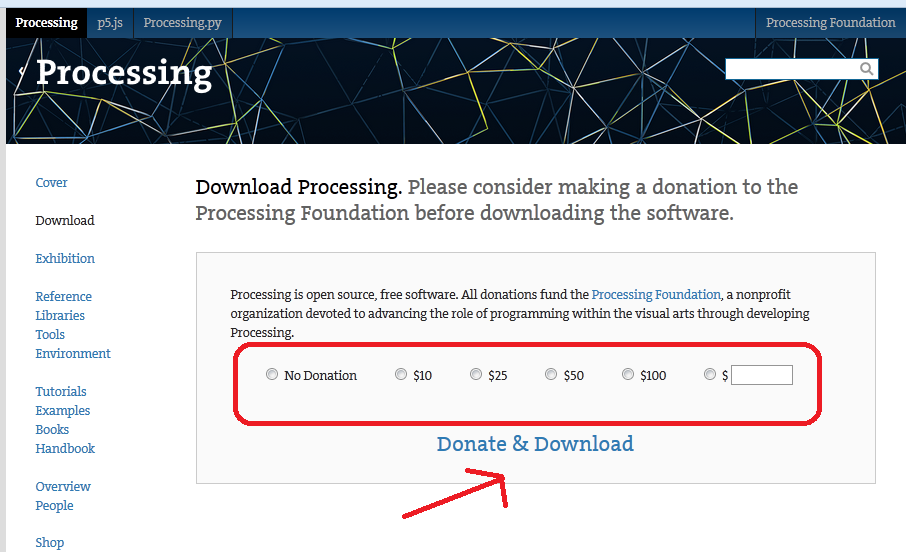 Processing p5.js Processing.py Processing Foundation
Processing
Cover
Download
Exhibition
Reference
Libraries
Tools
Environment
Tutorials
Examples
Books
Handbook
Overview
People
Shop
Download Processing. Please consider making a donation to the
Processing Foundation before downloading the software.
Processing is open source, free software. All donations fund the Processing Foundation, a nonprofit
organization devoted to advancing the role of programming within the visual arts through developing
Processing.
No Donation $10 $25 $50 $100 $
Donate & Download